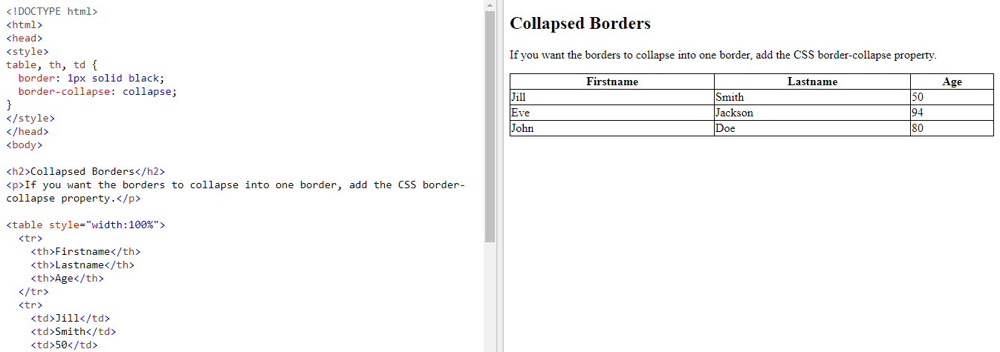 <!DOCTYPE html>
<html>
<head>
<style>
table, th, td {
  border: 1px solid black;
  border-collapse: collapse;
}
</style>
</head>
<body>

<h2>Collapsed Borders</h2>
<p>If you want the borders to collapse into one border, add the CSS border-
collapse property.</p>

<table style="width:100%">
  <tr>
    <th>Firstname</th>
    <th>Lastname</th>
    <th>Age</th>
  </tr>
  <tr>
    <td>Jill</td>
    <td>Smith</td>
    <td>50</td>
Collapsed Borders
If you want the borders to collapse into one border, add the CSS border-collapse property.
Firstname Lastname Age
Jill Smith 50
Eve Jackson 94
John Doe 80